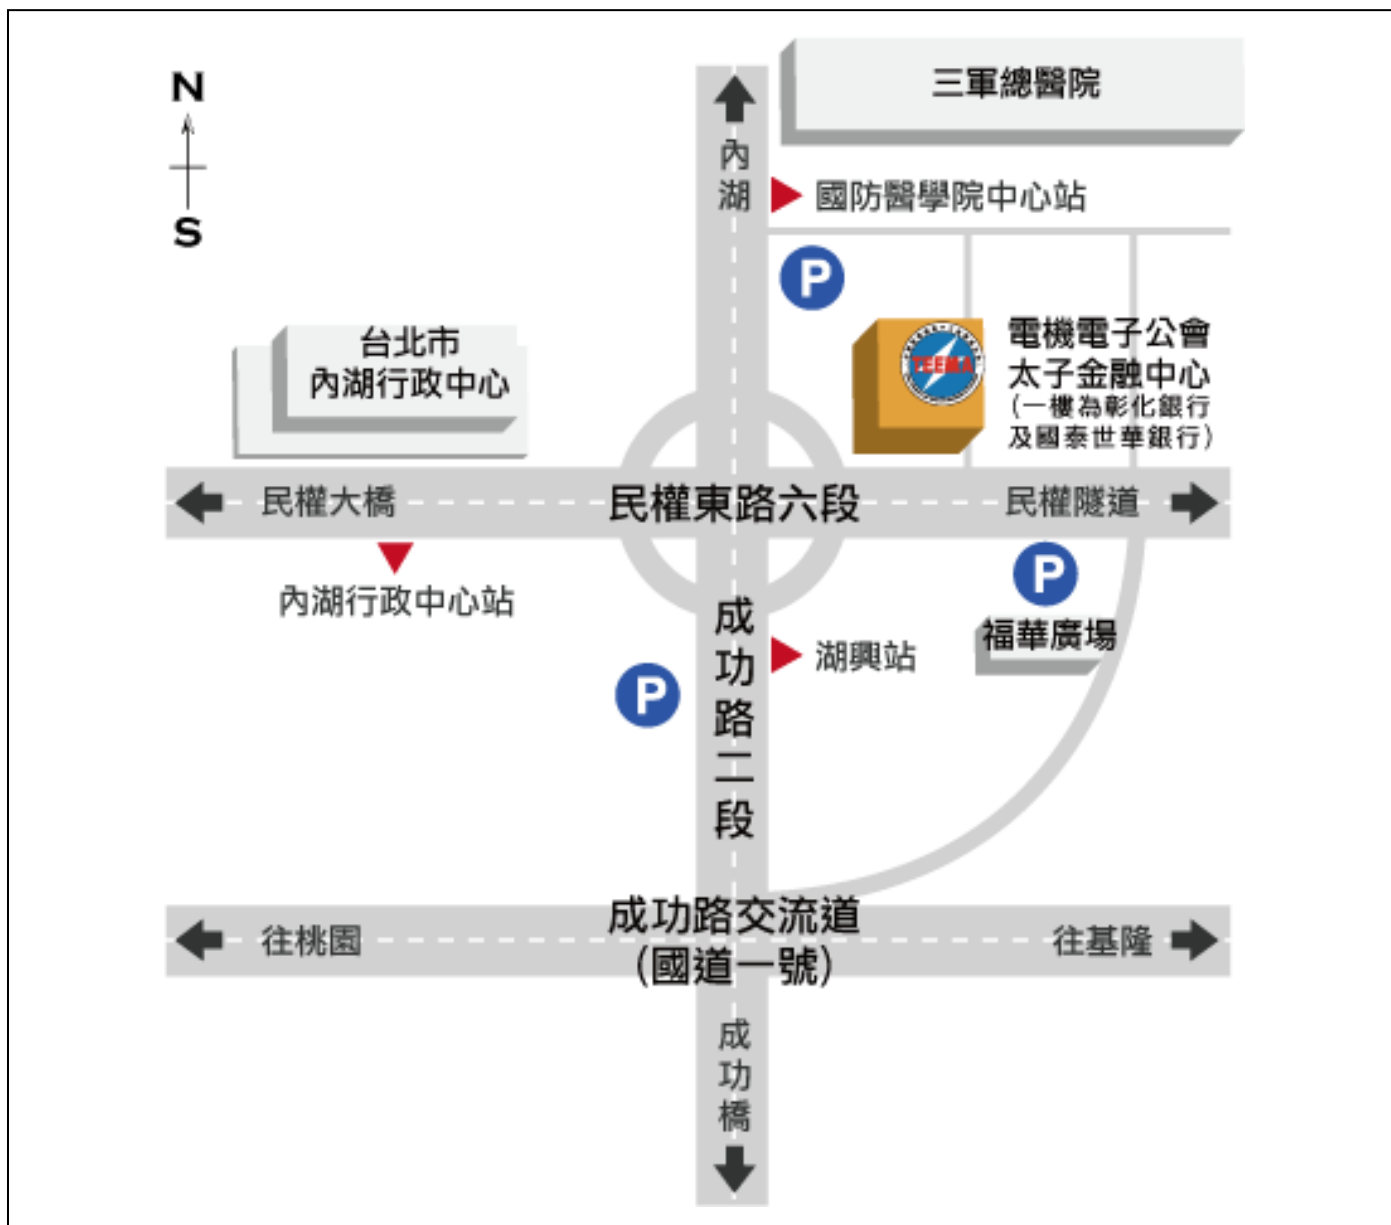 N
S
三軍總醫院
內湖
國防醫學院中心站
P
台北市
內湖行政中心
TEEMA
電機電子公會
太子金融中心
(一樓為彰化銀行
及國泰世華銀行)
民權大橋
民權東路六段
民權隧道
內湖行政中心站
P
福華廣場
成功路二段
湖興站
P
成功路交流道
(國道一號)
往桃園
往基隆
成功橋